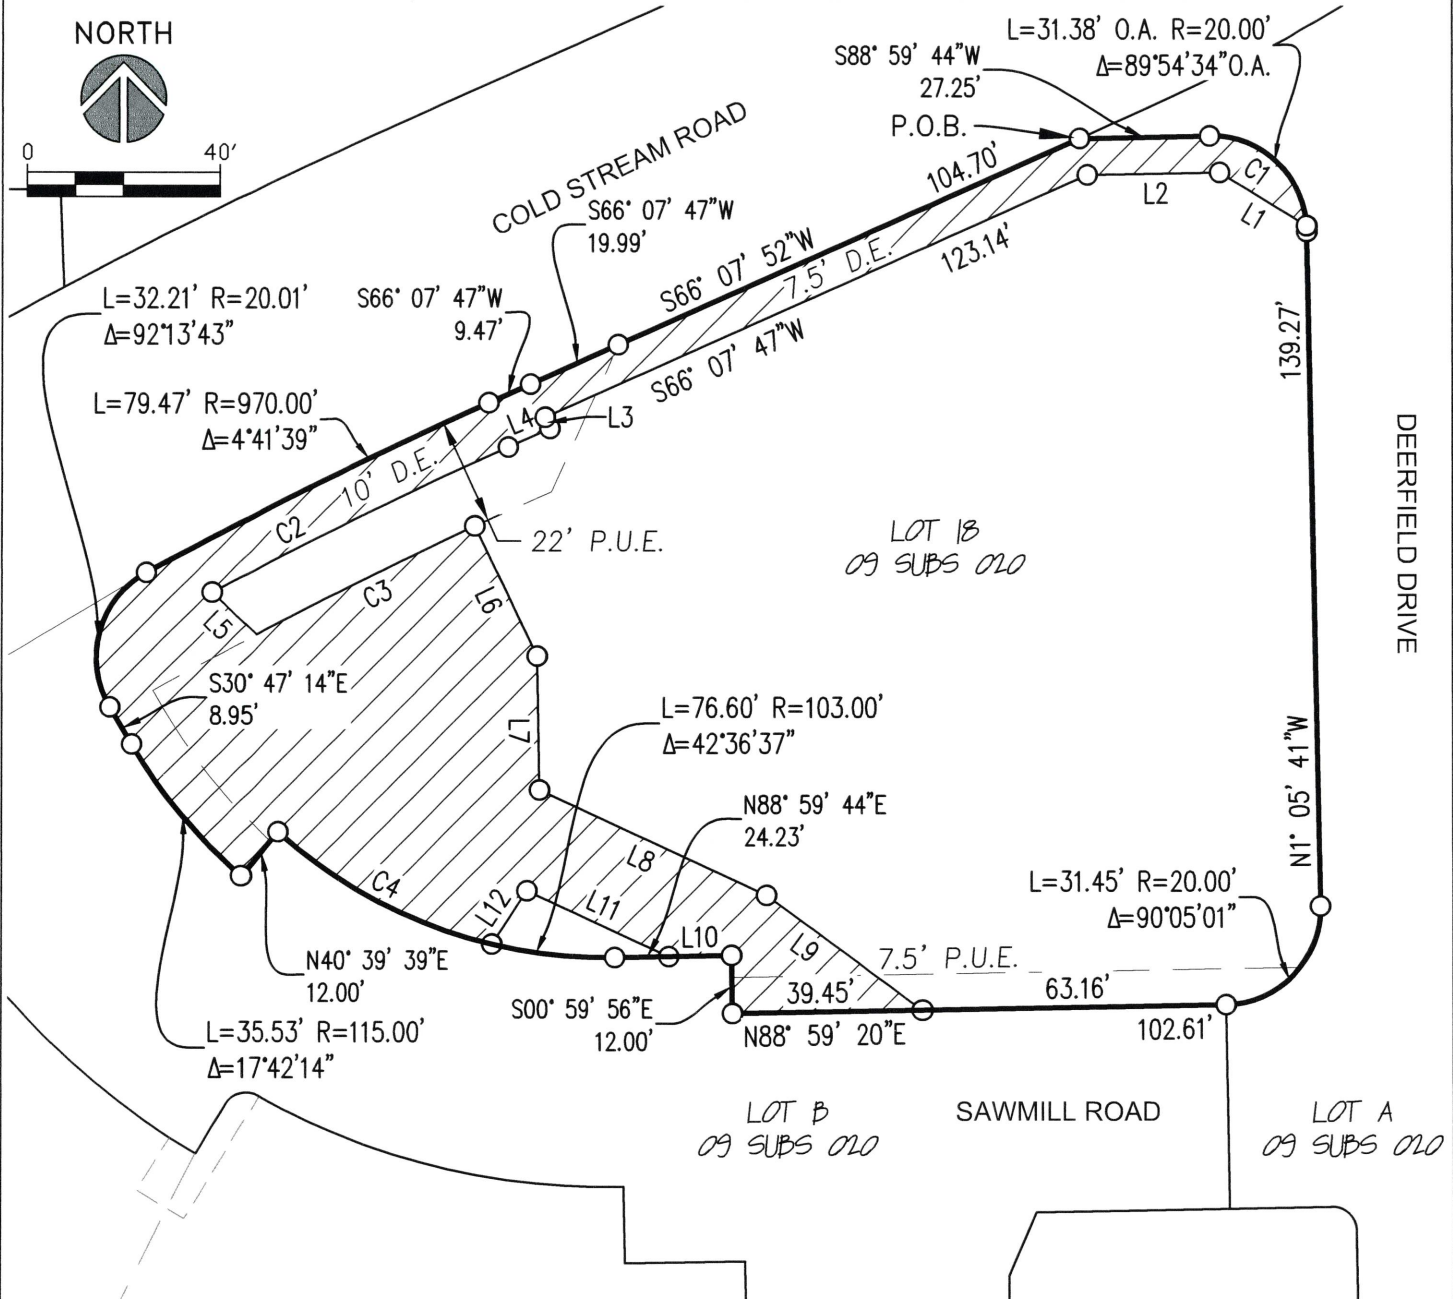 NORTH
0 40'
L=31.38' O.A. R=20.00'
Δ=89°54'34"O.A.
S88° 59' 44"W
27.25'
P.O.B.
C1
L2
L1
104.70'
COLD STREAM ROAD
S66° 07' 47"W
19.99'
S66° 07' 52"W
7.5' D.E.
123.14'
S66° 07' 47"W
L=32.21' R=20.01'
Δ=92°13'43"
S66° 07' 47"W
9.47'
139.27'
L=79.47' R=970.00'
Δ=4°41'39"
L4
L3
10' D.E.
C2
22' P.U.E.
LOT 18
09 SUBS 020
DEERFIELD DRIVE
C3
L6
L5
S30° 47' 14"E
8.95'
L7
L=76.60' R=103.00'
Δ=42°36'37"
N1° 05' 41"W
N88° 59' 44"E
24.23'
L8
C4
L=31.45' R=20.00'
Δ=90°05'01"
L12
L11
L10
L9
7.5' P.U.E.
N40° 39' 39"E
12.00'
S00° 59' 56"E
12.00'
39.45'
63.16'
N88° 59' 20"E
102.61'
L=35.53' R=115.00'
Δ=17°42'14"
LOT B
09 SUBS 020
SAWMILL ROAD
LOT A
09 SUBS 020